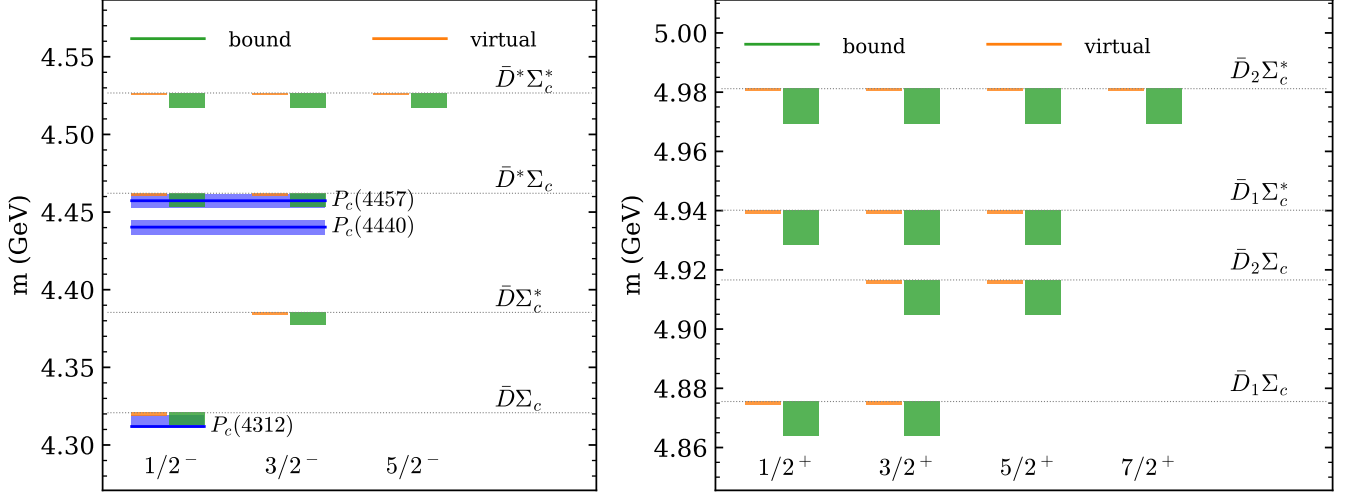 bound virtual
4.55
D̄*Σc*
4.50
D̄*Σc
4.45
Pc(4457)
Pc(4440)
4.40
D̄Σc*
4.35
D̄Σc
Pc(4312)
4.30
1/2⁻ 3/2⁻ 5/2⁻
m (GeV)
5.00
bound virtual
D̄2Σc*
4.98
4.96
D̄1Σc*
4.94
D̄2Σc
4.92
4.90
D̄1Σc
4.88
4.86
1/2⁺ 3/2⁺ 5/2⁺ 7/2⁺
m (GeV)